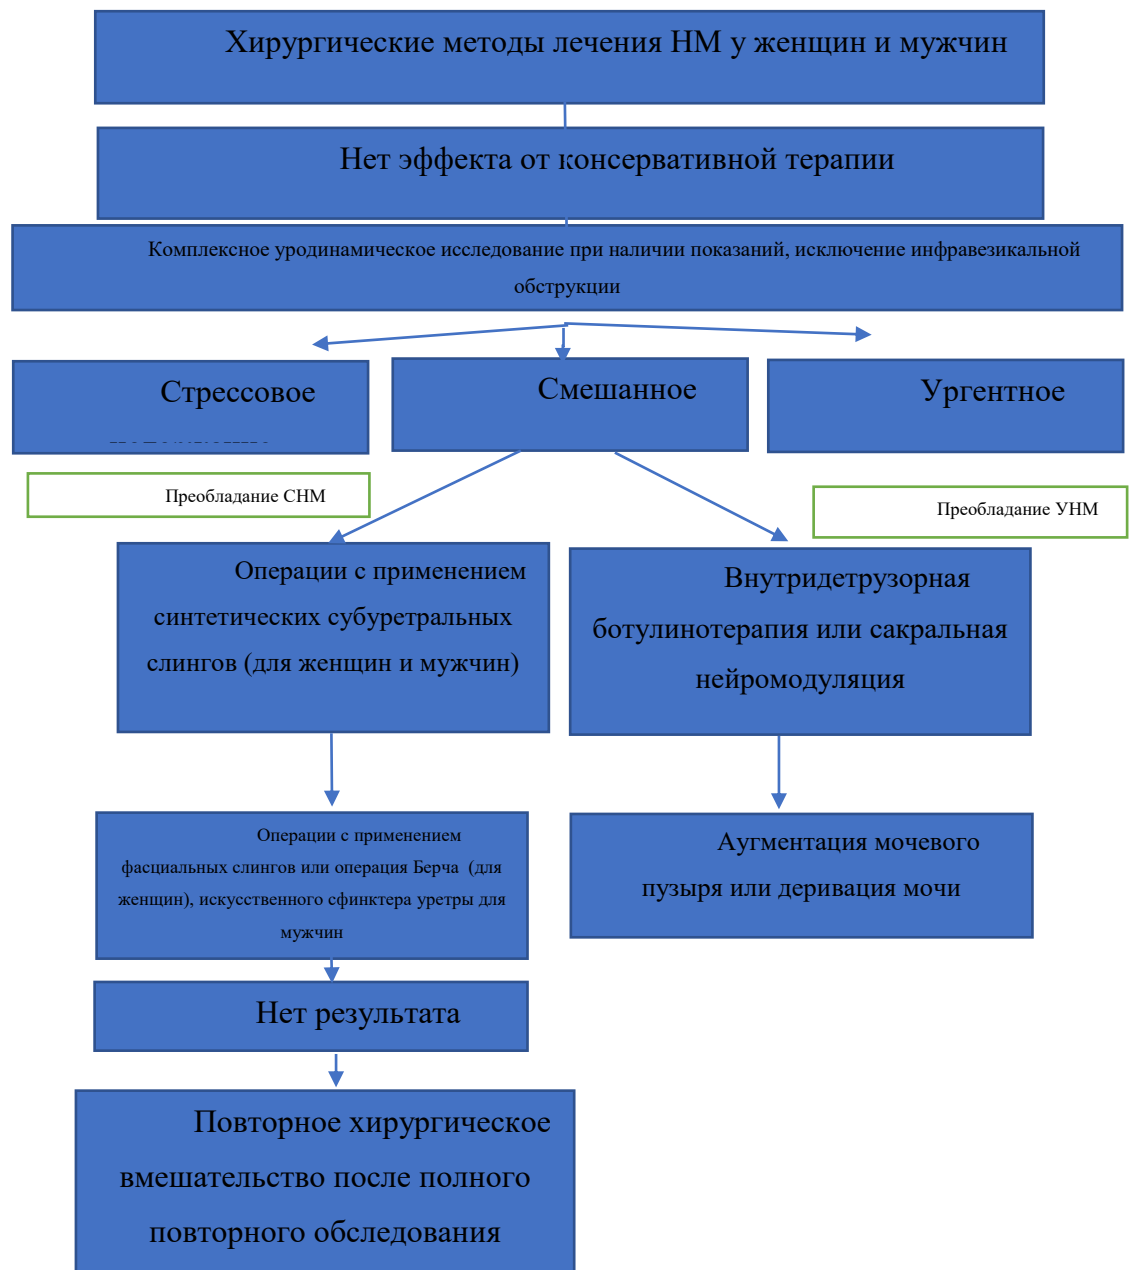 Хирургические методы лечения НМ у женщин и мужчин
Нет эффекта от консервативной терапии
Комплексное уродинамическое исследование при наличии показаний, исключение инфравезикальной
обструкции
Стрессовое
Смешанное
Ургентное
Преобладание СНМ
Преобладание УНМ
Операции с применением
синтетических субуретральных
слингов (для женщин и мужчин)
Внутридетрузорная
ботулинотерапия или сакральная
нейромодуляция
Операции с применением
фасциальных слингов или операция Берча (для
женщин), искусственного сфинктера уретры для
мужчин
Аугментация мочевого
пузыря или деривация мочи
Нет результата
Повторное хирургическое
вмешательство после полного
повторного обследования